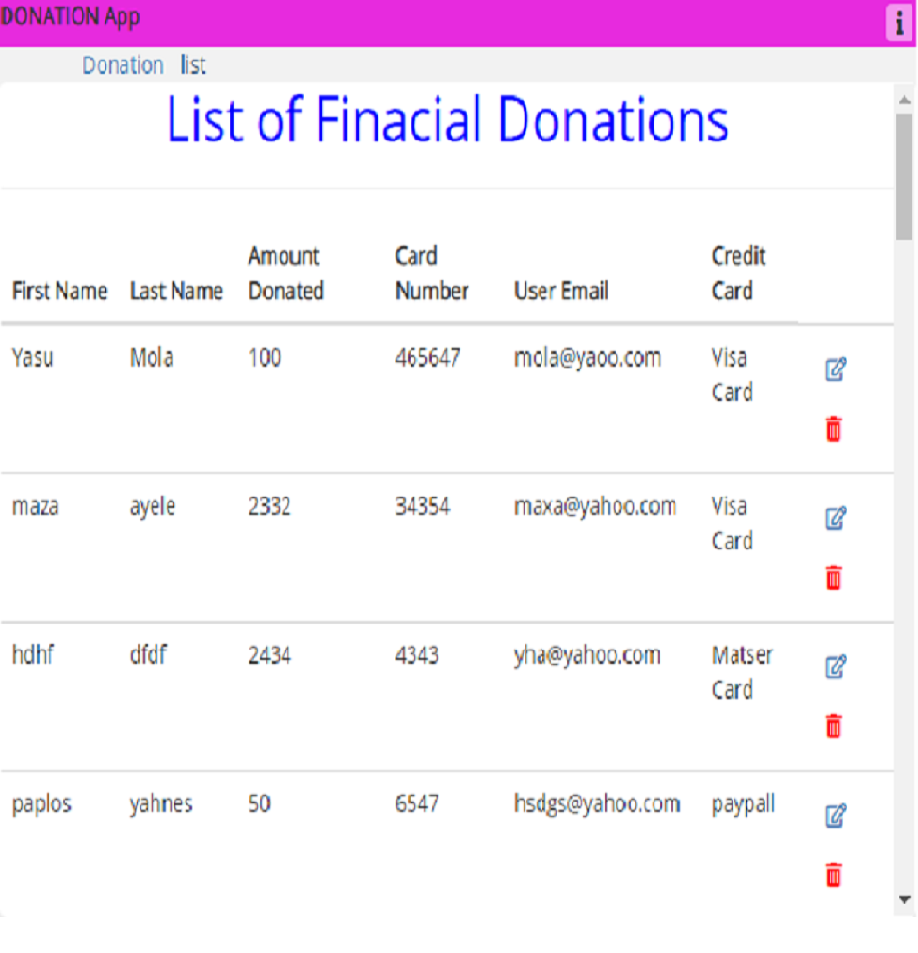 DONATION App
i
Donation list
List of Finacial Donations
First Name Last Name Amount Donated Card Number User Email Credit Card
Yasu Mola 100 465647 mola@yaoo.com Visa Card
maza ayele 2332 34354 maxa@yahoo.com Visa Card
hdhf dfdf 2434 4343 yha@yahoo.com Matser Card
paplos yahnes 50 6547 hsdgs@yahoo.com paypall